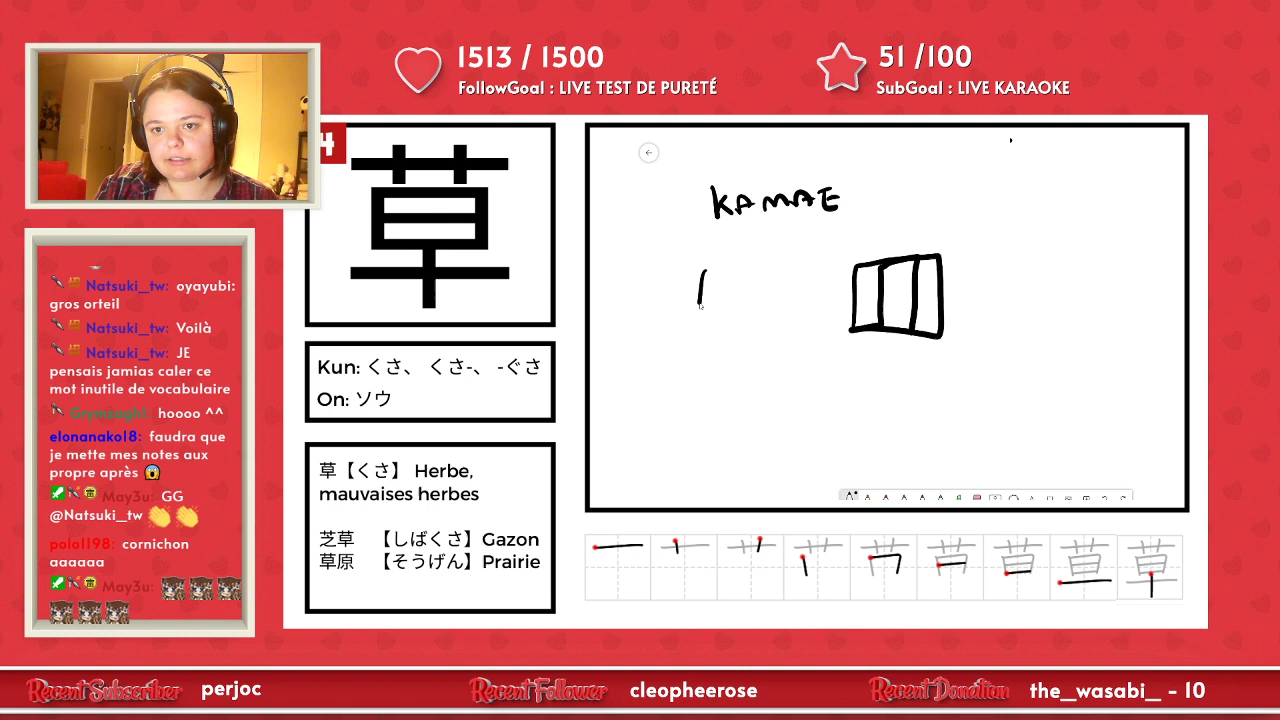 1513 / 1500
FollowGoal : LIVE TEST DE PURETÉ
51 /100
SubGoal : LIVE KARAOKE
4
草
Kun: くさ、 くさ-、 -ぐさ
On: ソウ
草【くさ】 Herbe,
mauvaises herbes
芝草 【しばくさ】Gazon
草原 【そうげん】Prairie
KAMAE
Natsuki_tw: oyayubi:
gros orteil
Natsuki_tw: Voilà
Natsuki_tw: JE
pensais jamias caler ce
mot inutile de vocabulaire
Grymzaght: hoooo ^^
elonanako18: faudra que
je mette mes notes aux
propre après
May3u: GG
@Natsuki_tw
polo1198: cornichon
aaaaaa
May3u:
Recent Subscriber perjoc
Recent Follower cleopheerose
Recent Donation the_wasabi_ - 10